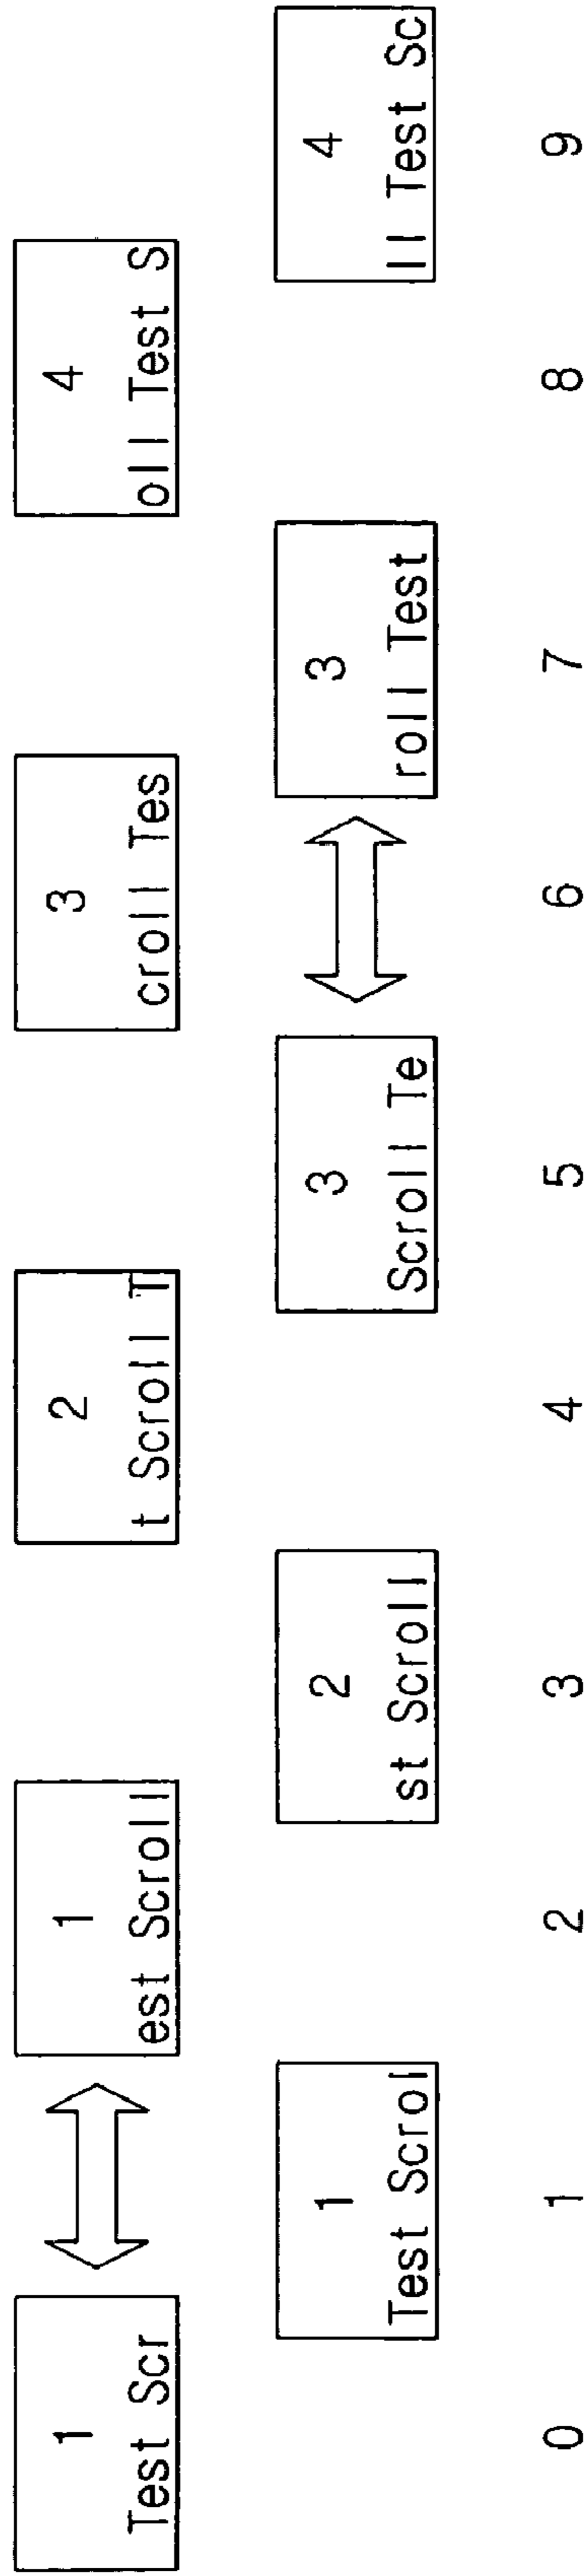 1
Test Scr
1
est Scroll
2
t Scroll T
3
croll Tes
4
oll Test S
1
Test Scrol
2
st Scroll
3
Scroll Te
3
roll Test
4
ll Test Sc
0 1 2 3 4 5 6 7 8 9